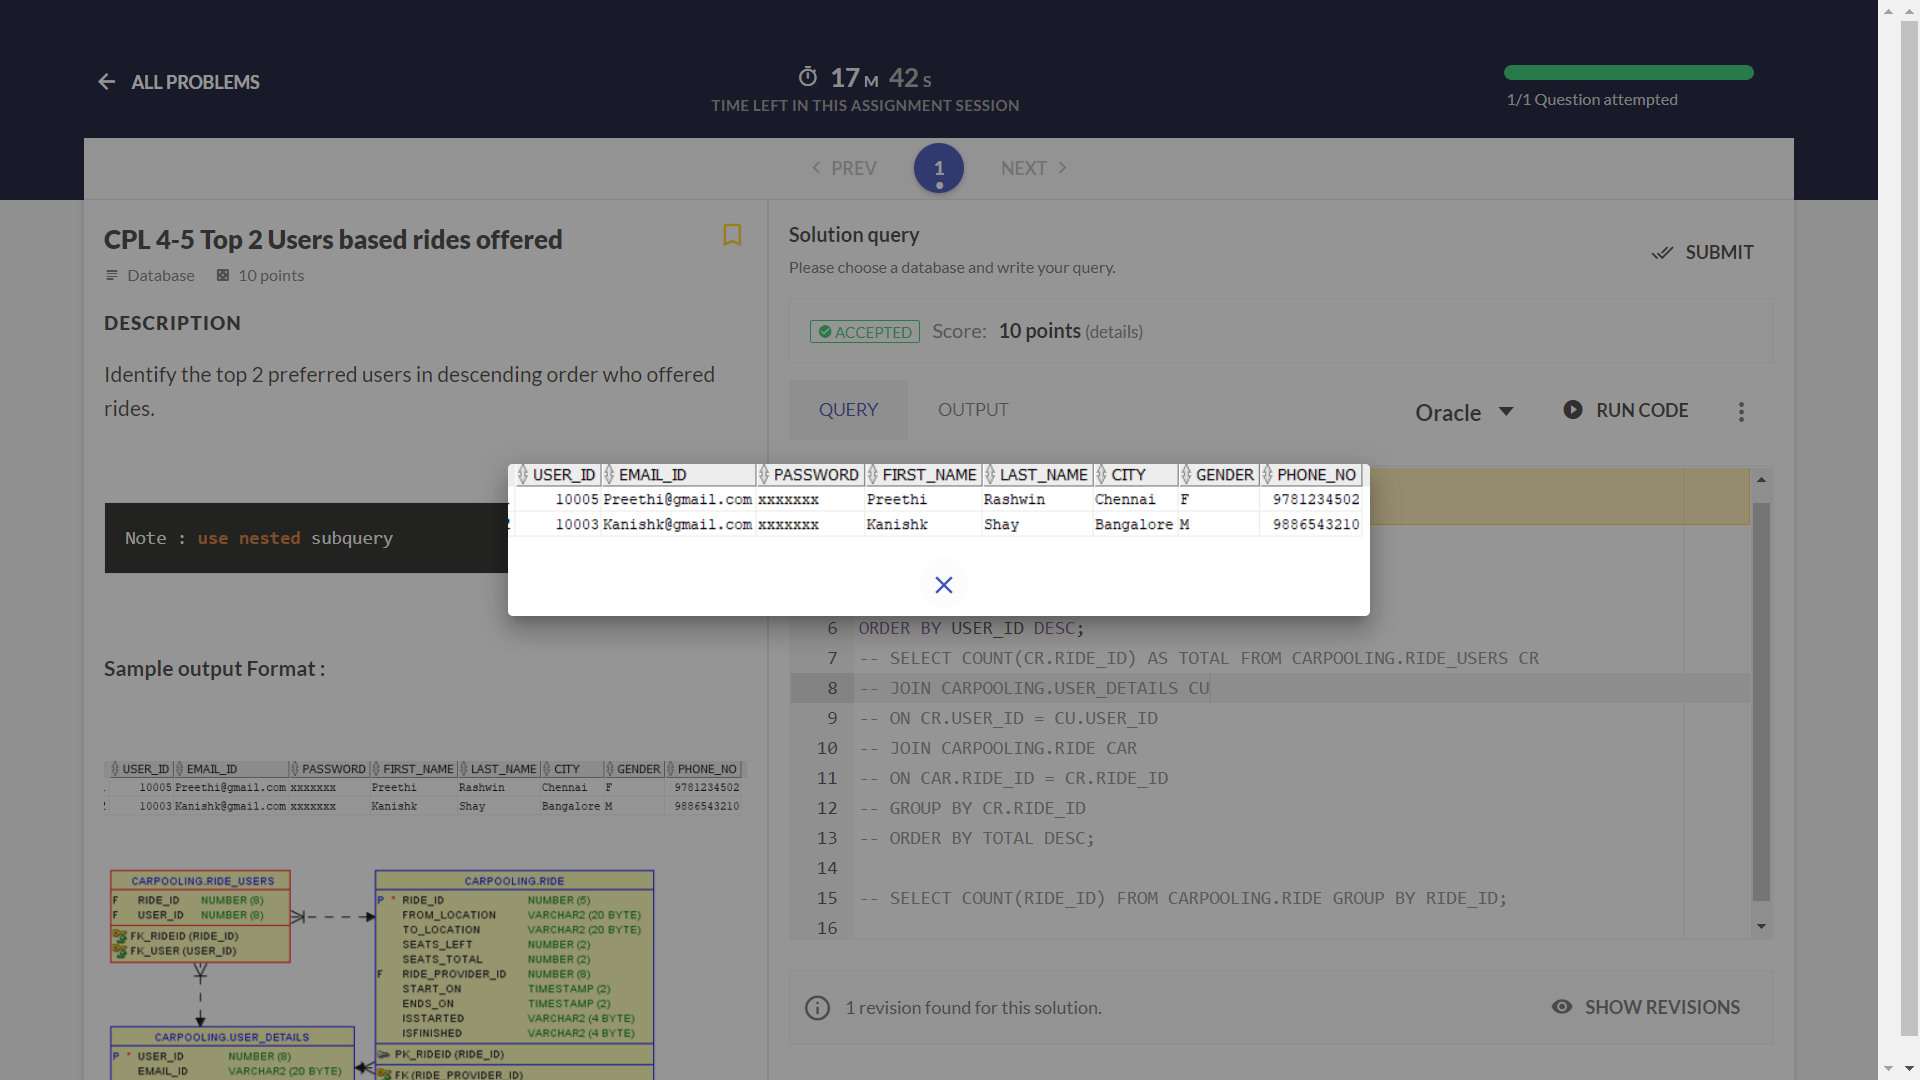 ALL PROBLEMS
17 M 42 S
TIME LEFT IN THIS ASSIGNMENT SESSION
1/1 Question attempted
PREV
1
NEXT
CPL 4-5 Top 2 Users based rides offered
Database
10 points
DESCRIPTION
Identify the top 2 preferred users in descending order who offered
rides.
Note : use nested subquery
Sample output Format :
USER_ID EMAIL_ID PASSWORD FIRST_NAME LAST_NAME CITY GENDER PHONE_NO
10005 Preethi@gmail.com xxxxxxx Preethi Rashwin Chennai F 9781234502
10003 Kanishk@gmail.com xxxxxxx Kanishk Shay Bangalore M 9886543210
CARPOOLING.RIDE_USERS
F RIDE_ID NUMBER (8)
F USER_ID NUMBER (8)
FK_RIDEID (RIDE_ID)
FK_USER (USER_ID)
CARPOOLING.RIDE
P * RIDE_ID NUMBER (5)
FROM_LOCATION VARCHAR2 (20 BYTE)
TO_LOCATION VARCHAR2 (20 BYTE)
SEATS_LEFT NUMBER (2)
SEATS_TOTAL NUMBER (2)
F RIDE_PROVIDER_ID NUMBER (8)
START_ON TIMESTAMP (2)
ENDS_ON TIMESTAMP (2)
ISSTARTED VARCHAR2 (4 BYTE)
ISFINISHED VARCHAR2 (4 BYTE)
PK_RIDEID (RIDE_ID)
FK (RIDE_PROVIDER_ID)
CARPOOLING.USER_DETAILS
P * USER_ID NUMBER (8)
EMAIL_ID VARCHAR2 (20 BYTE)
Solution query
Please choose a database and write your query.
SUBMIT
ACCEPTED Score: 10 points (details)
QUERY
OUTPUT
Oracle
RUN CODE
USER_ID EMAIL_ID PASSWORD FIRST_NAME LAST_NAME CITY GENDER PHONE_NO
10005 Preethi@gmail.com xxxxxxx Preethi Rashwin Chennai F 9781234502
10003 Kanishk@gmail.com xxxxxxx Kanishk Shay Bangalore M 9886543210
6 ORDER BY USER_ID DESC;
7 -- SELECT COUNT(CR.RIDE_ID) AS TOTAL FROM CARPOOLING.RIDE_USERS CR
8 -- JOIN CARPOOLING.USER_DETAILS CU
9 -- ON CR.USER_ID = CU.USER_ID
10 -- JOIN CARPOOLING.RIDE CAR
11 -- ON CAR.RIDE_ID = CR.RIDE_ID
12 -- GROUP BY CR.RIDE_ID
13 -- ORDER BY TOTAL DESC;
14
15 -- SELECT COUNT(RIDE_ID) FROM CARPOOLING.RIDE GROUP BY RIDE_ID;
16
1 revision found for this solution.
SHOW REVISIONS